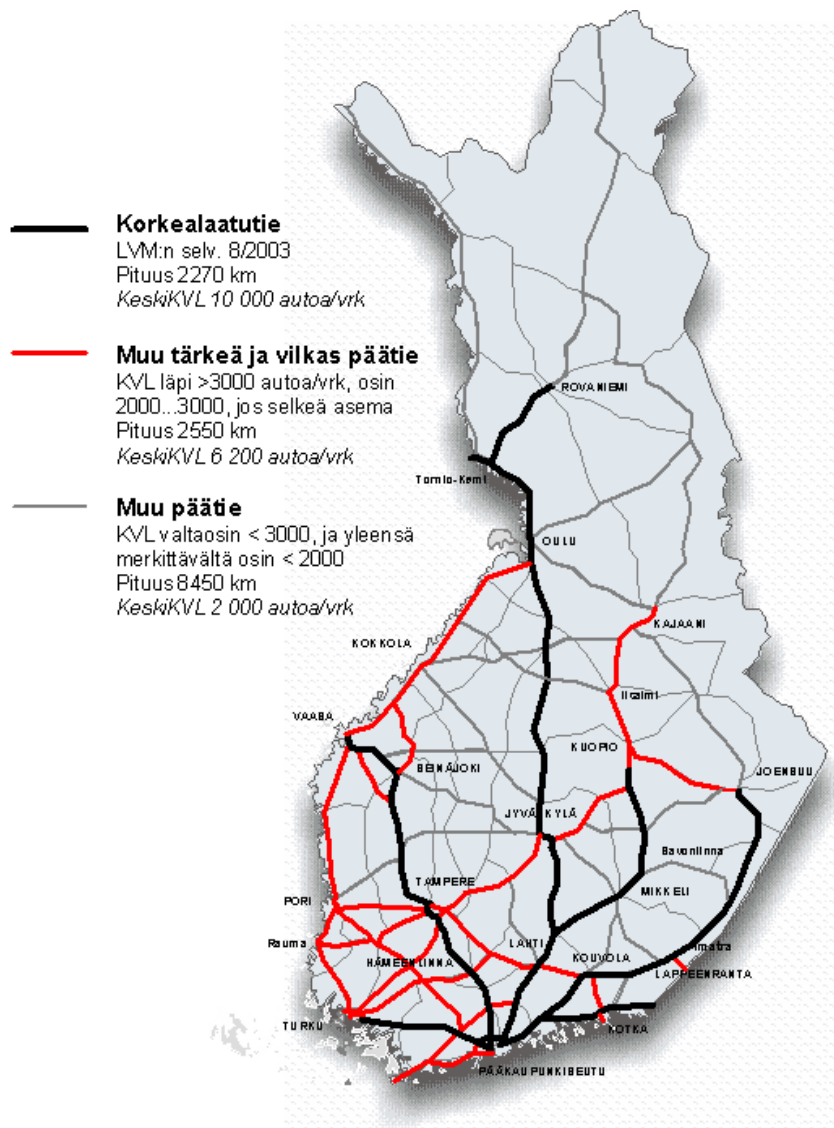 Korkealaatutie
LVM:n selv. 8/2003
Pituus 2270 km
KeskiKVL 10 000 autoa/vrk
Muu tärkeä ja vilkas päätie
KVL läpi >3000 autoa/vrk, osin
2000...3000, jos selkeä asema
Pituus 2550 km
KeskiKVL 6 200 autoa/vrk
Muu päätie
KVL valtaosin < 3000, ja yleensä
merkittävältä osin < 2000
Pituus 8450 km
KeskiKVL 2 000 autoa/vrk
ROVANIEMI
Tornio-Kemi
OULU
KAJAANI
KOKKOLA
Iisalmi
VAASA
KUOPIO
SEINÄJOKI
JOENSUU
JYVÄSKYLÄ
Savonlinna
TAMPERE
MIKKELI
PORI
Rauma
LAHTI
Imatra
KOUVOLA
HÄMEENLINNA
LAPPEENRANTA
TURKU
KOTKA
PÄÄKAUPUNKISEUTU